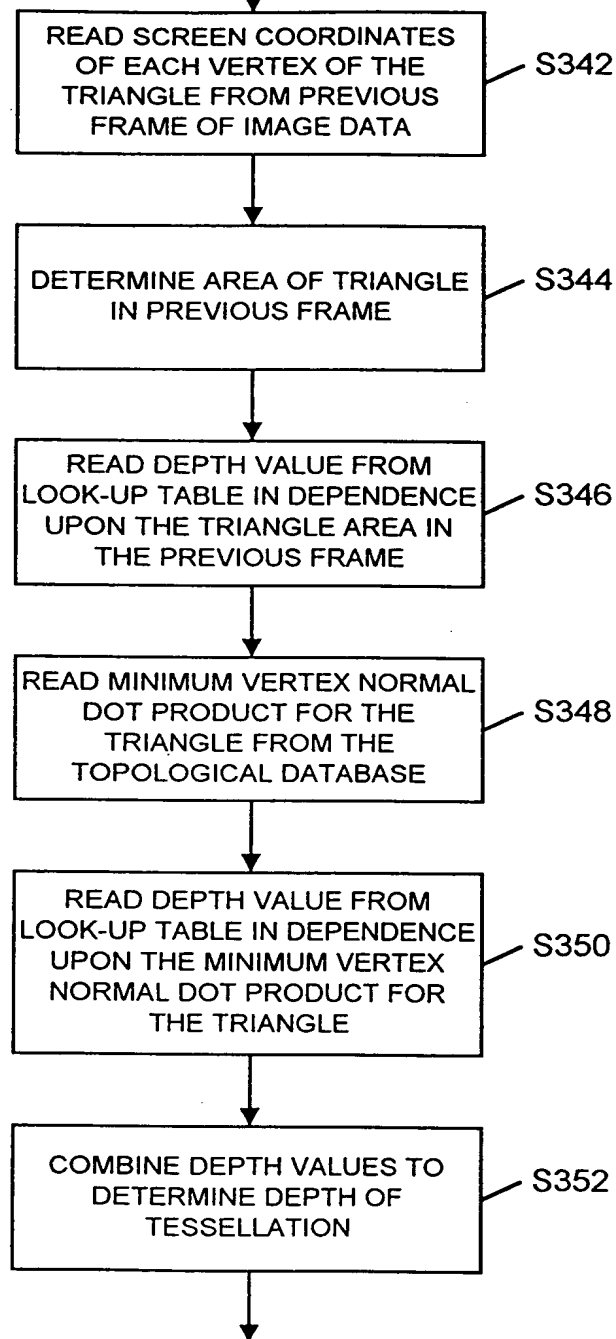 READ SCREEN COORDINATES
OF EACH VERTEX OF THE
TRIANGLE FROM PREVIOUS
FRAME OF IMAGE DATA
S342
DETERMINE AREA OF TRIANGLE
IN PREVIOUS FRAME
S344
READ DEPTH VALUE FROM
LOOK-UP TABLE IN DEPENDENCE
UPON THE TRIANGLE AREA IN
THE PREVIOUS FRAME
S346
READ MINIMUM VERTEX NORMAL
DOT PRODUCT FOR THE
TRIANGLE FROM THE
TOPOLOGICAL DATABASE
S348
READ DEPTH VALUE FROM
LOOK-UP TABLE IN DEPENDENCE
UPON THE MINIMUM VERTEX
NORMAL DOT PRODUCT FOR
THE TRIANGLE
S350
COMBINE DEPTH VALUES TO
DETERMINE DEPTH OF
TESSELLATION
S352